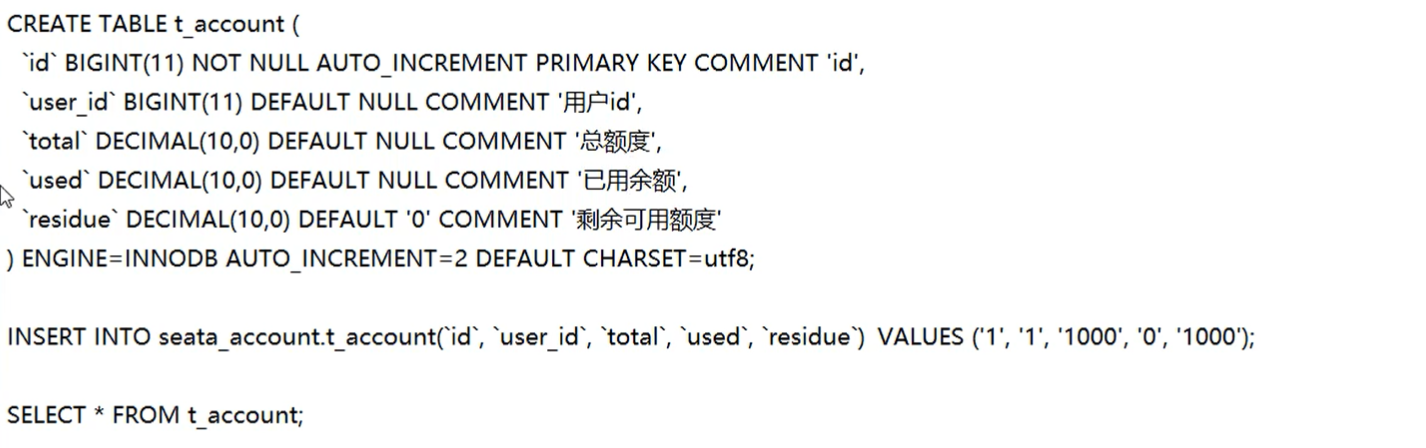 CREATE TABLE t_account (
`id` BIGINT(11) NOT NULL AUTO_INCREMENT PRIMARY KEY COMMENT 'id',
`user_id` BIGINT(11) DEFAULT NULL COMMENT '用户id',
`total` DECIMAL(10,0) DEFAULT NULL COMMENT '总额度',
`used` DECIMAL(10,0) DEFAULT NULL COMMENT '已用余额',
`residue` DECIMAL(10,0) DEFAULT '0' COMMENT '剩余可用额度'
) ENGINE=INNODB AUTO_INCREMENT=2 DEFAULT CHARSET=utf8;
INSERT INTO seata_account.t_account(`id`, `user_id`, `total`, `used`, `residue`)  VALUES ('1', '1', '1000', '0', '1000');
SELECT * FROM t_account;